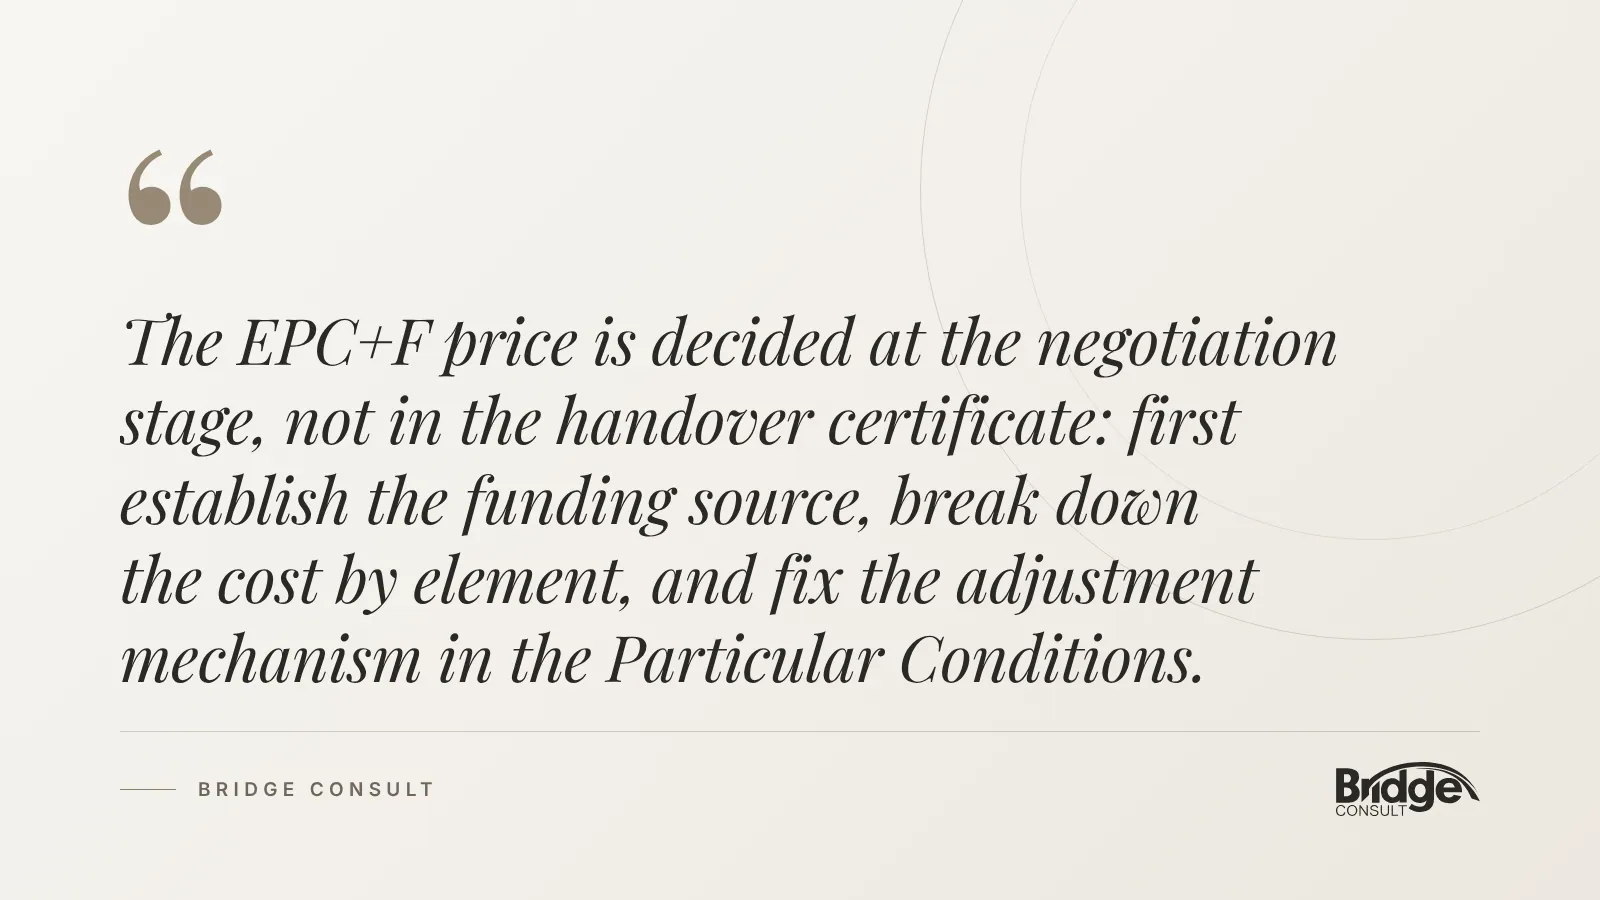 “
The EPC+F price is decided at the negotiation
stage, not in the handover certificate: first
establish the funding source, break down
the cost by element, and fix the adjustment
mechanism in the Particular Conditions.
BRIDGE CONSULT
Bridge
CONSULT